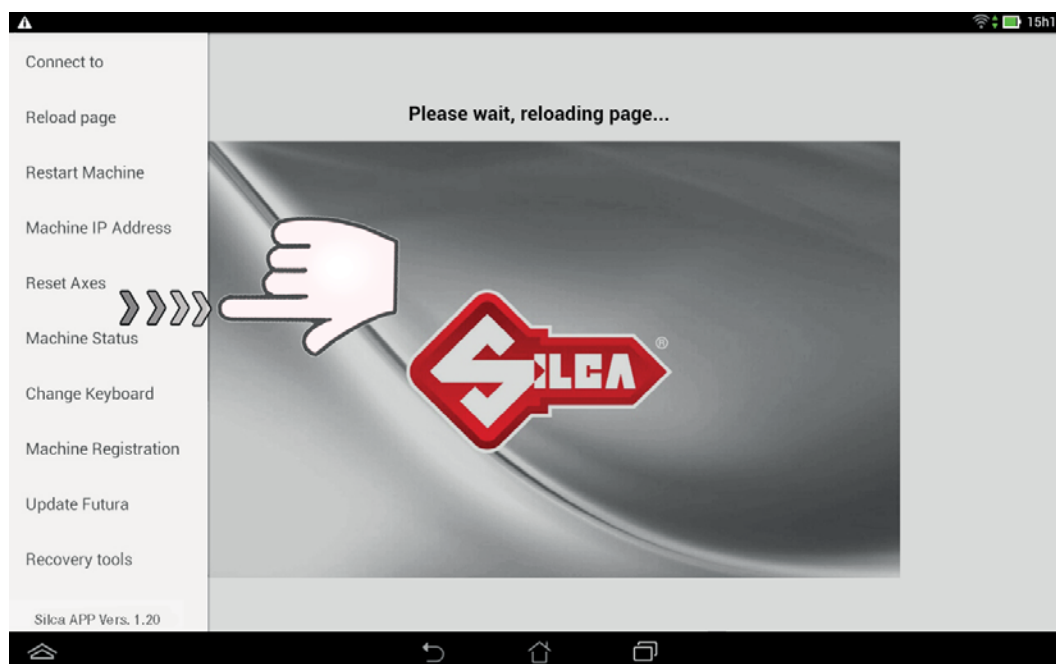 15h1
Connect to
Reload page
Restart Machine
Machine IP Address
Reset Axes
Machine Status
Change Keyboard
Machine Registration
Update Futura
Recovery tools
Silca APP Vers. 1.20
Please wait, reloading page...
SILCA
®